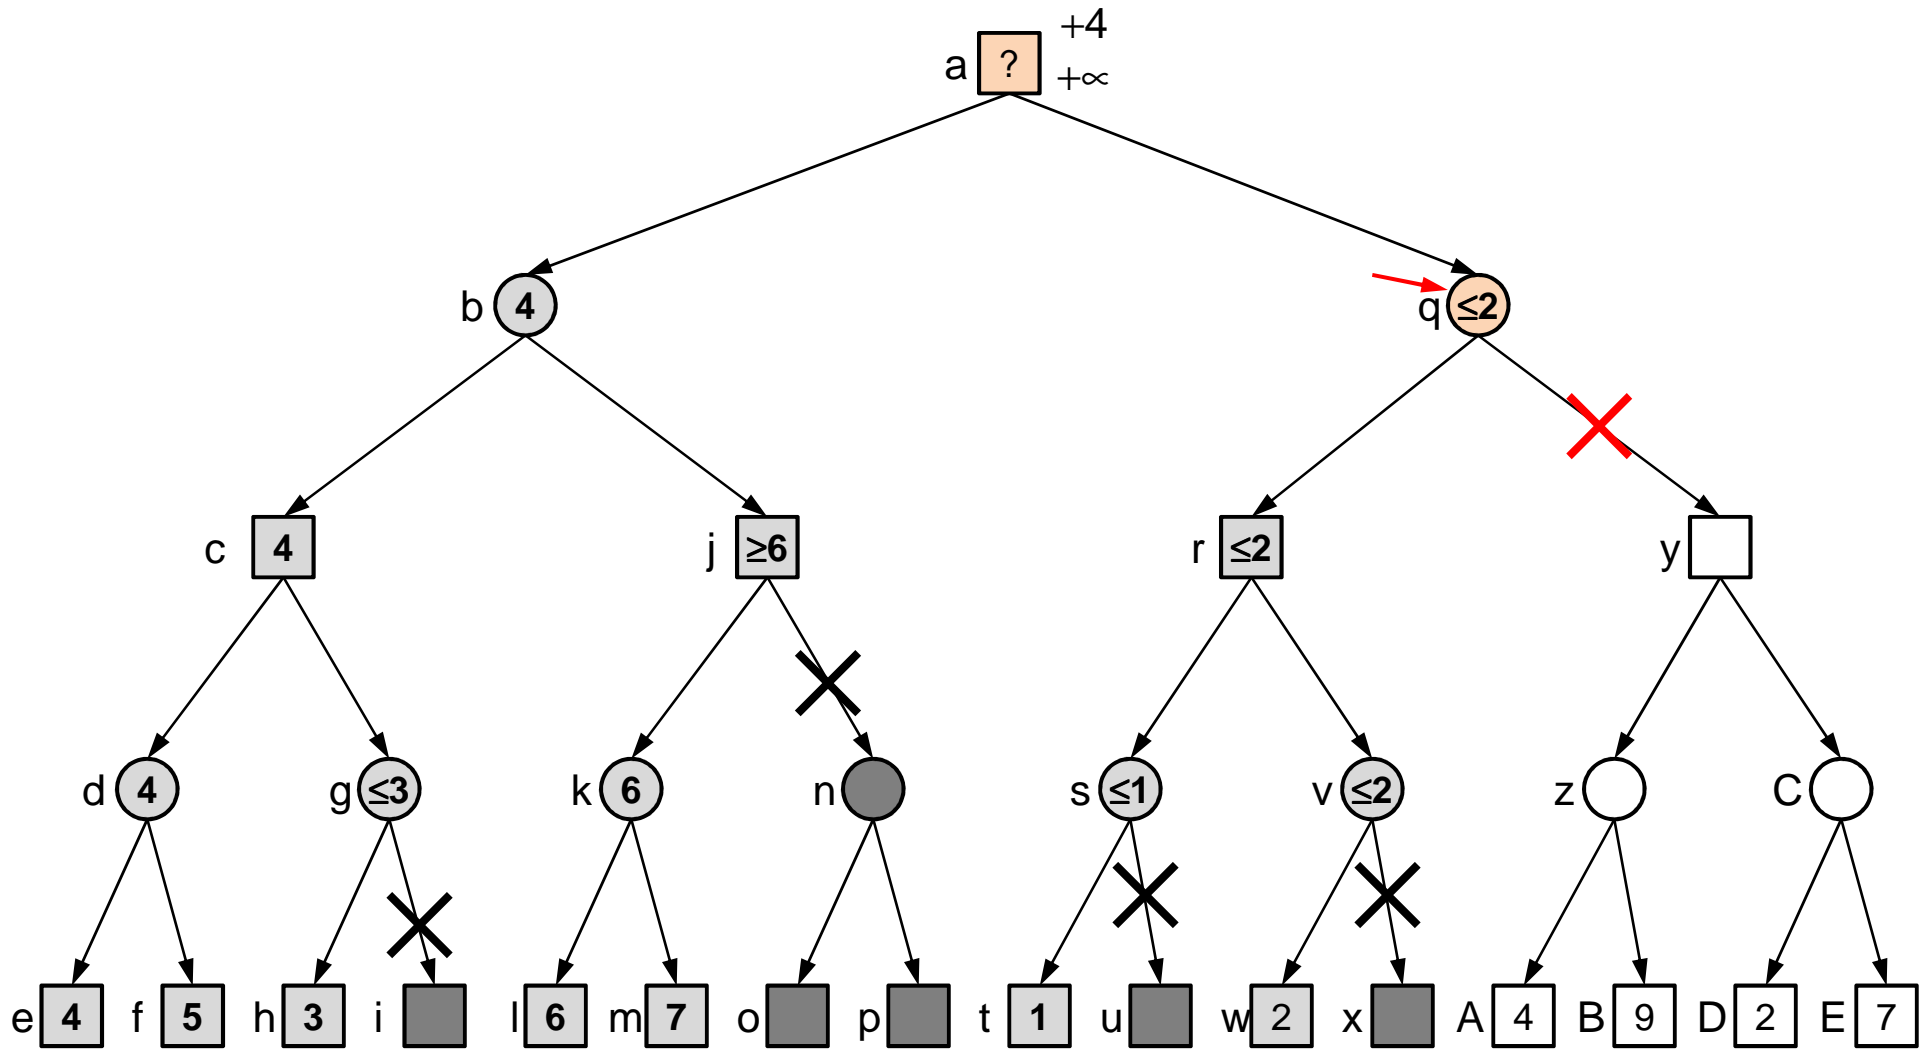 +4
a ? +∝
b 4 q ≤2
c 4 j ≥6 r ≤2 y
d 4 g ≤3 k 6 n s ≤1 v ≤2 z C
e 4 f 5 h 3 i l 6 m 7 o p t 1 u w 2 x A 4 B 9 D 2 E 7